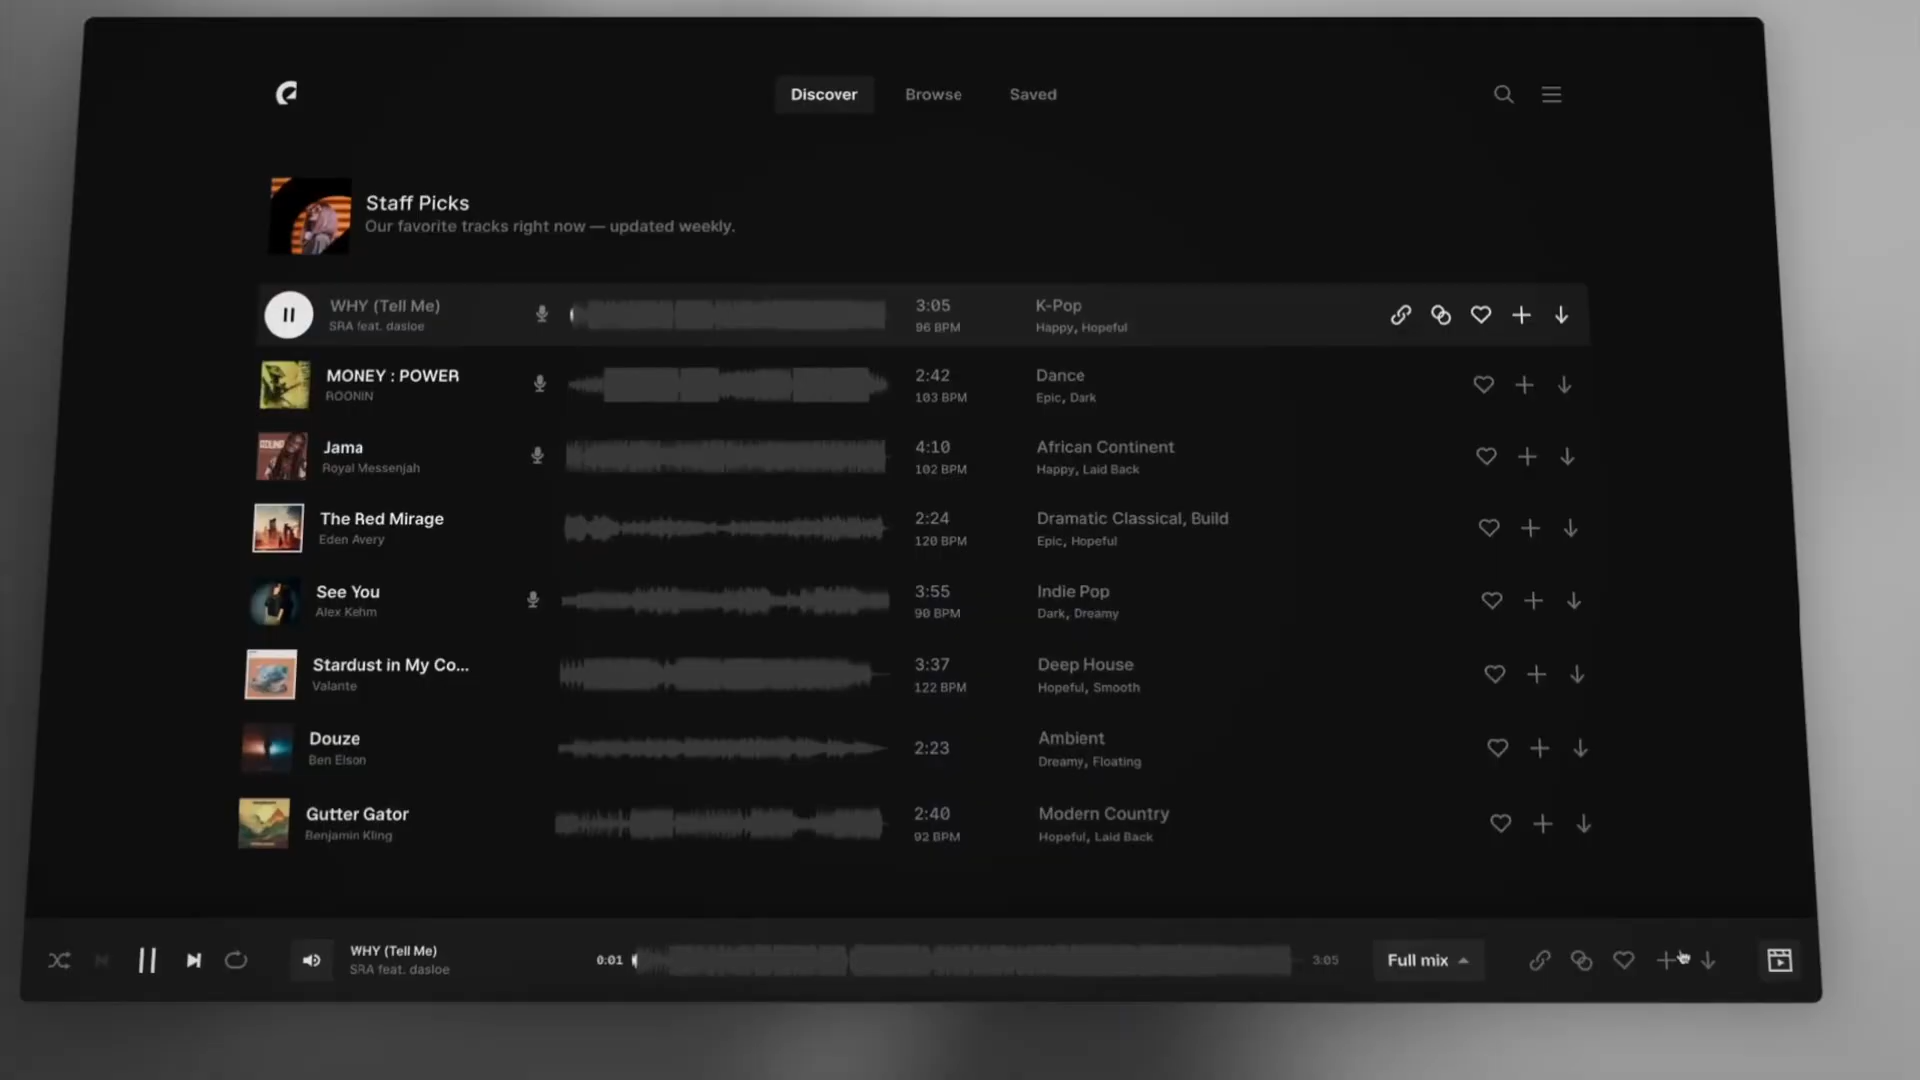 Discover Browse Saved
Staff Picks
Our favorite tracks right now — updated weekly.
WHY (Tell Me) 3:05 K-Pop
SRA feat. dasloe 96 BPM Happy, Hopeful
MONEY : POWER 2:42 Dance
ROONIN 103 BPM Epic, Dark
Jama 4:10 African Continent
Royal Messenjah 102 BPM Happy, Laid Back
The Red Mirage 2:24 Dramatic Classical, Build
Eden Avery 120 BPM Epic, Hopeful
See You 3:55 Indie Pop
Alex Kehm 90 BPM Dark, Dreamy
Stardust in My Co... 3:37 Deep House
Valante 122 BPM Hopeful, Smooth
Douze 2:23 Ambient
Ben Elson Dreamy, Floating
Gutter Gator 2:40 Modern Country
Benjamin Kling 92 BPM Hopeful, Laid Back
WHY (Tell Me) 0:01 3:05 Full mix
SRA feat. dasloe